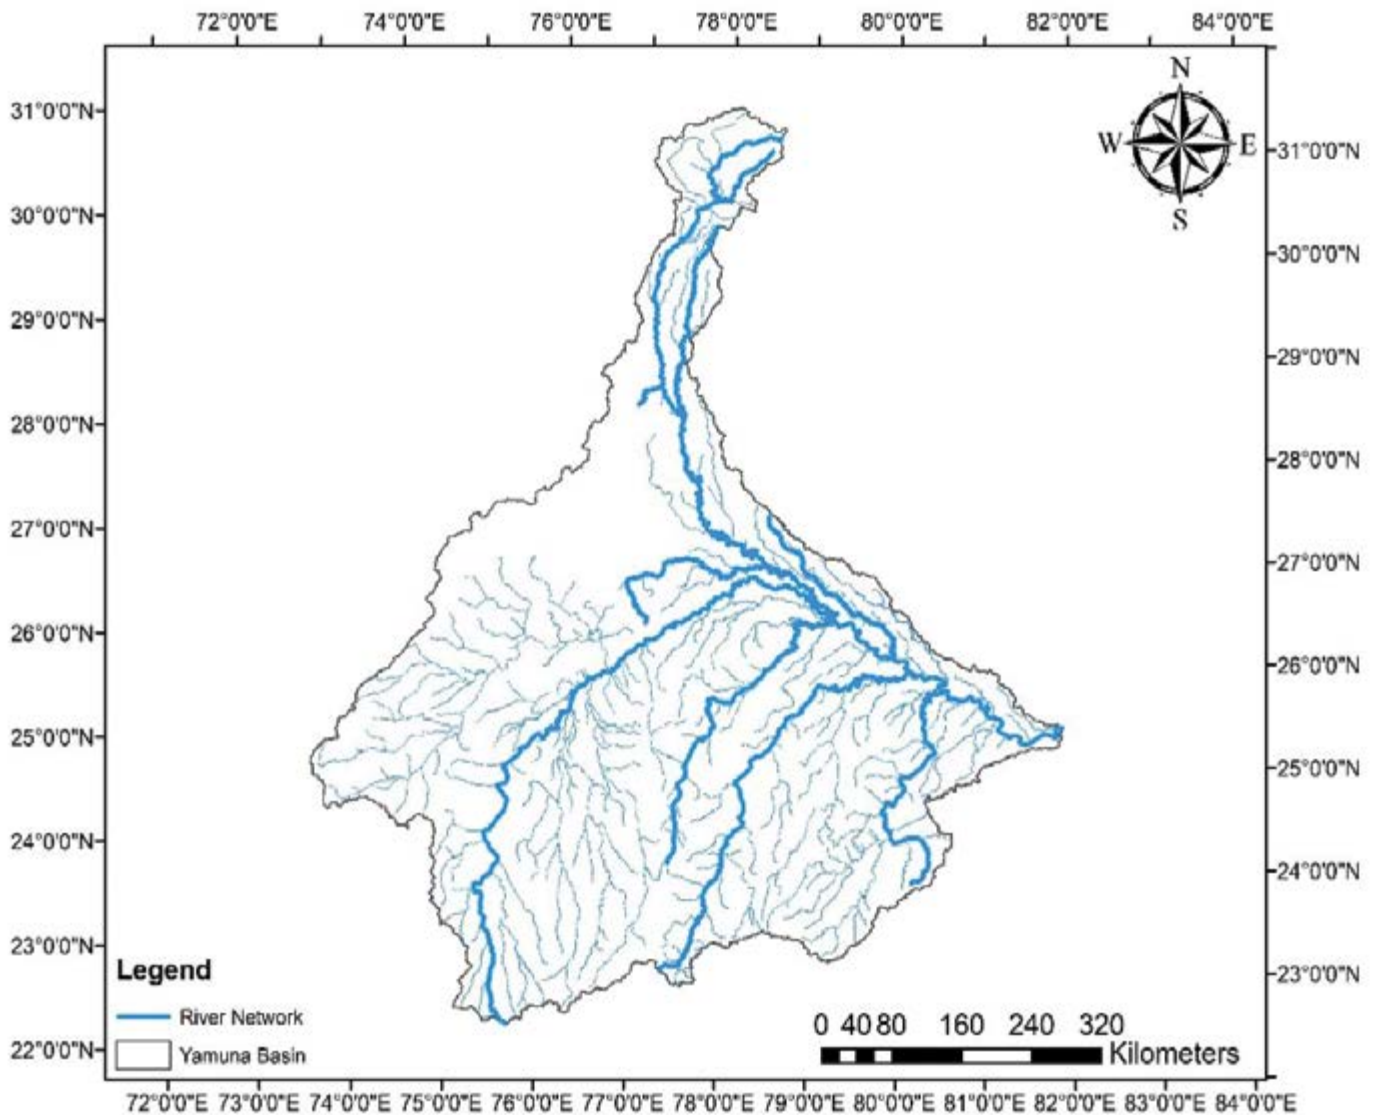 72°0'0"E 74°0'0"E 76°0'0"E 78°0'0"E 80°0'0"E 82°0'0"E 84°0'0"E
N
W E
S
31°0'0"N
30°0'0"N
29°0'0"N
28°0'0"N
27°0'0"N
26°0'0"N
25°0'0"N
24°0'0"N
23°0'0"N
22°0'0"N
31°0'0"N
30°0'0"N
29°0'0"N
28°0'0"N
27°0'0"N
26°0'0"N
25°0'0"N
24°0'0"N
23°0'0"N
Legend
River Network
Yamuna Basin
0 40 80 160 240 320
Kilometers
72°0'0"E 73°0'0"E 74°0'0"E 75°0'0"E 76°0'0"E 77°0'0"E 78°0'0"E 79°0'0"E 80°0'0"E 81°0'0"E 82°0'0"E 83°0'0"E 84°0'0"E